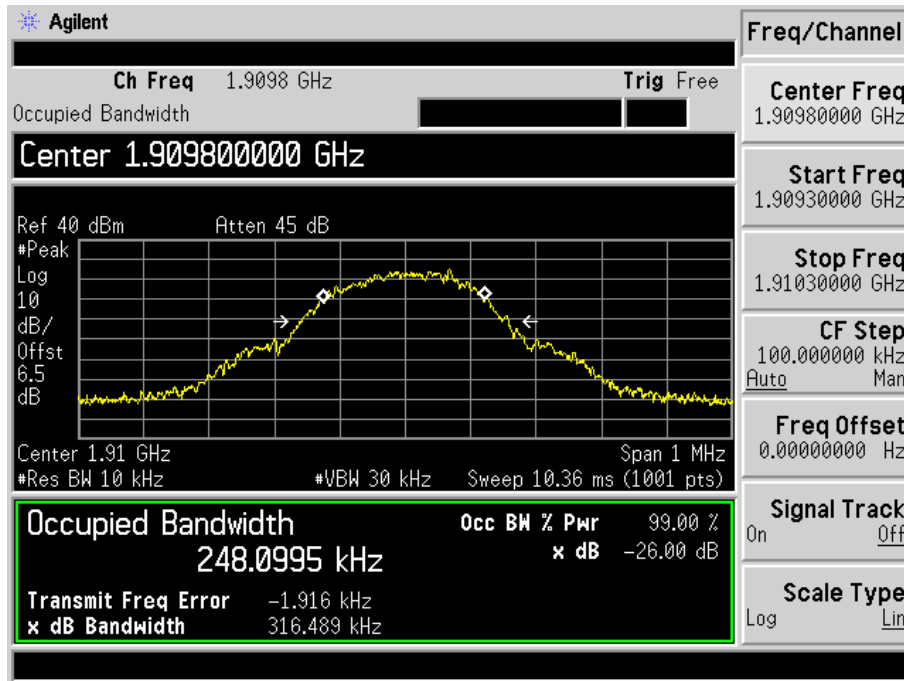 Agilent
Freq/Channel
Ch Freq 1.9098 GHz Trig Free
Occupied Bandwidth
Center 1.909800000 GHz
Ref 40 dBm Atten 45 dB
#Peak
Log
10
dB/
Offst
6.5
dB
Center 1.91 GHz Span 1 MHz
#Res BW 10 kHz #VBW 30 kHz Sweep 10.36 ms (1001 pts)
Occupied Bandwidth
248.0995 kHz
Occ BW % Pwr 99.00 %
x dB -26.00 dB
Transmit Freq Error -1.916 kHz
x dB Bandwidth 316.489 kHz
Center Freq
1.90980000 GHz
Start Freq
1.90930000 GHz
Stop Freq
1.91030000 GHz
CF Step
100.000000 kHz
Auto Man
Freq Offset
0.00000000 Hz
Signal Track
On Off
Scale Type
Log Lin